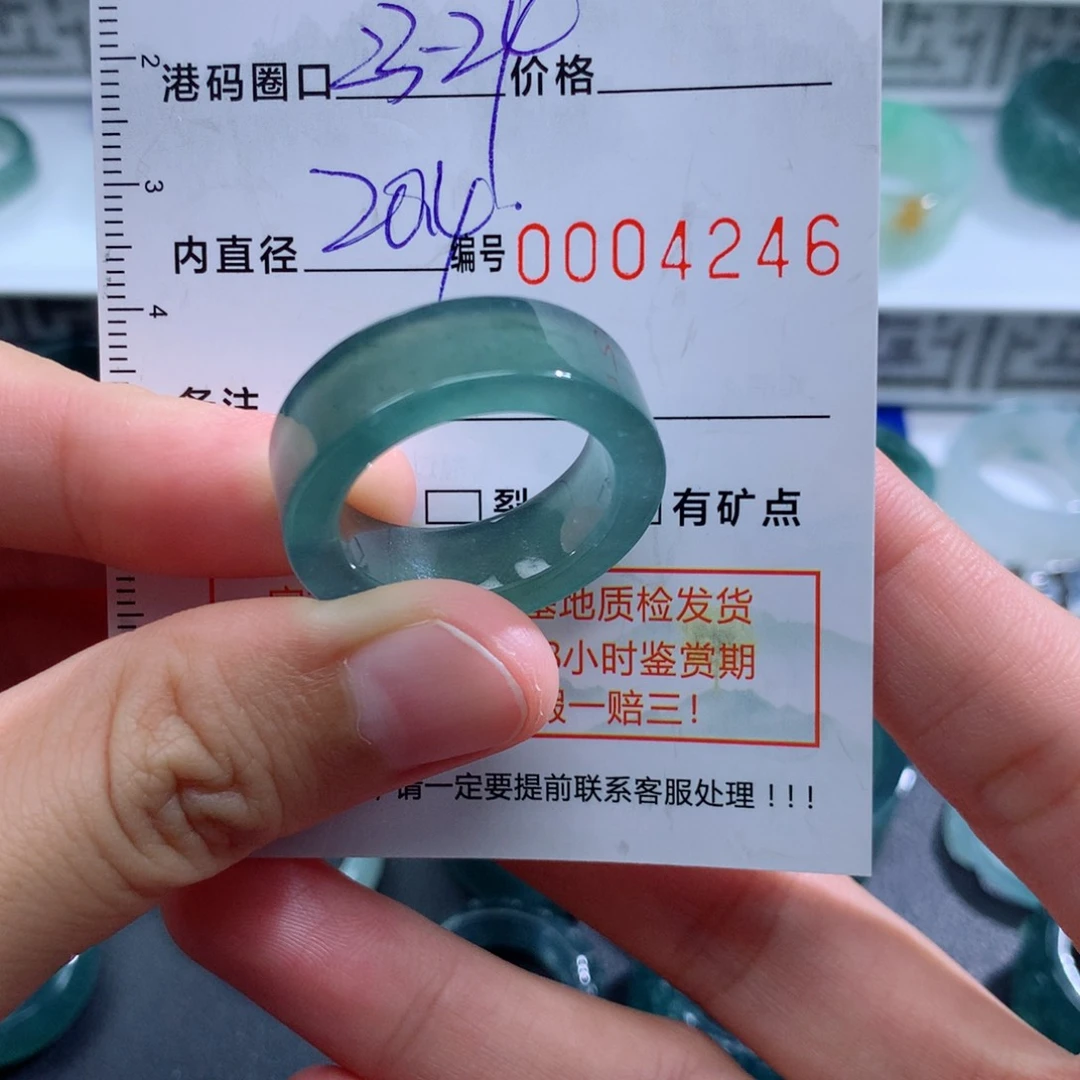 2
港码圈口 23-24 价格
3
内直径 20.4 编号 0004246
4
备注
裂 有矿点
基地质检发货
小时鉴赏期
假一赔三！
请一定要提前联系客服处理！！！